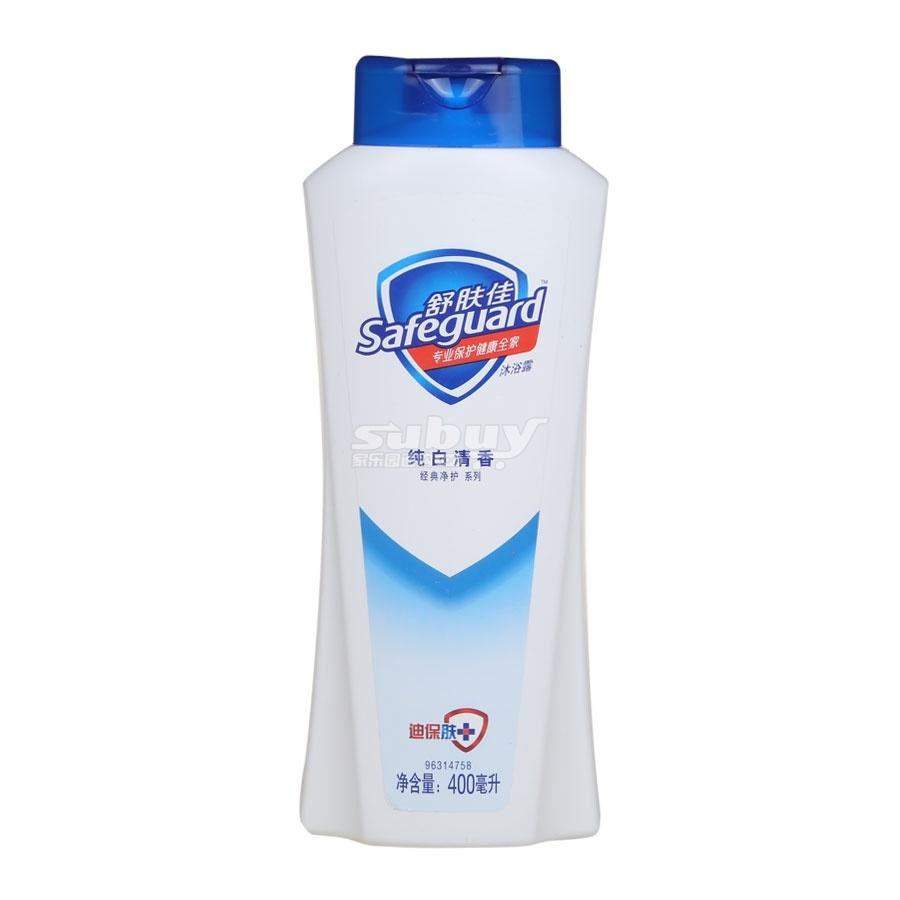 舒肤佳
Safeguard™
专业保护健康全家
沐浴露
subuy
纯白清香
经典净护 系列
迪保肤
96314758
净含量：400毫升